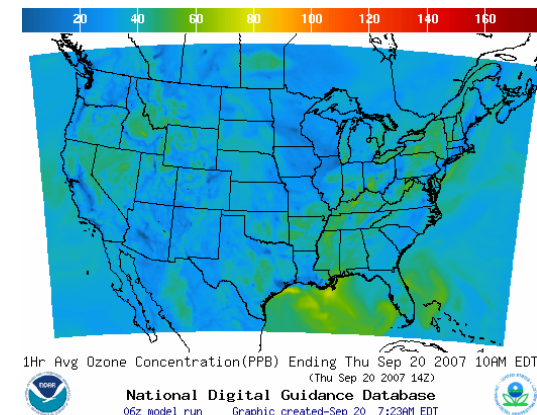 20 40 60 80 100 120 140 160
1Hr Avg Ozone Concentration(PPB) Ending Thu Sep 20 2007 10AM EDT
(Thu Sep 20 2007 14Z)
NOAA
National Digital Guidance Database
06z model run Graphic created-Sep 20 7:23AM EDT